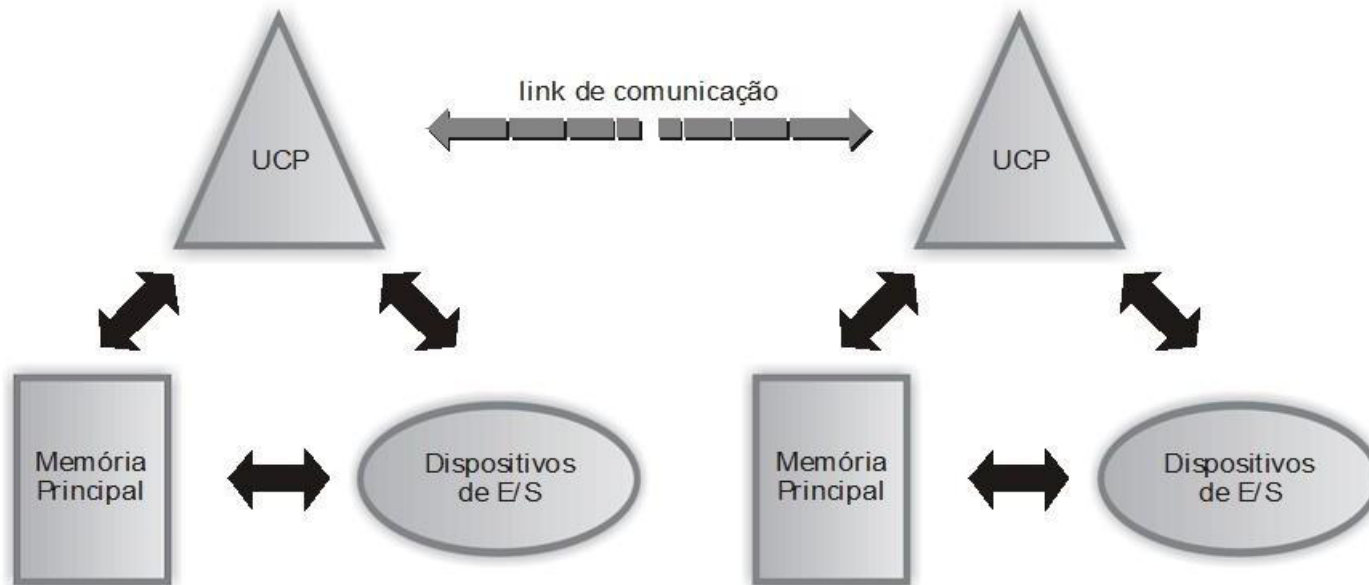 link de comunicação
UCP
UCP
Memória
Principal
Dispositivos
de E/S
Memória
Principal
Dispositivos
de E/S